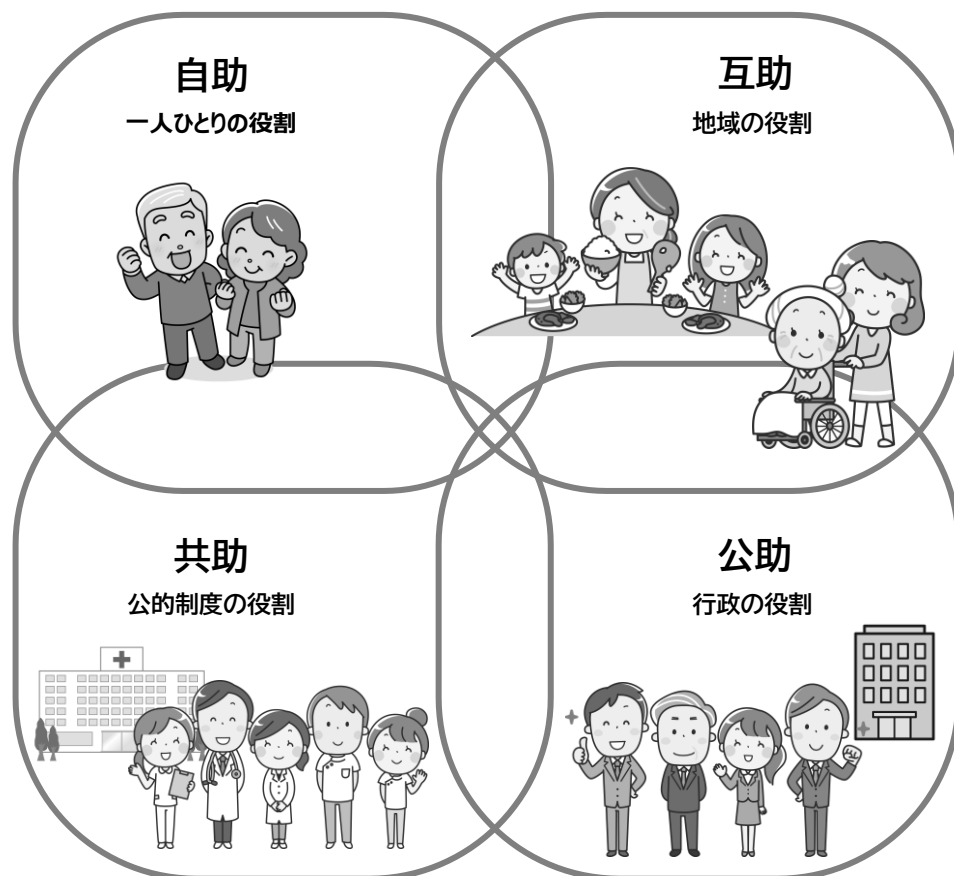 自助
一人ひとりの役割
互助
地域の役割
共助
公的制度の役割
公助
行政の役割